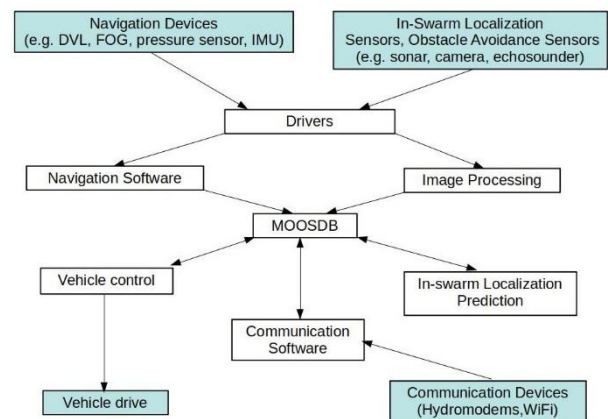 Navigation Devices
(e.g. DVL, FOG, pressure sensor, IMU)
In-Swarm Localization
Sensors, Obstacle Avoidance Sensors
(e.g. sonar, camera, echosounder)
Drivers
Navigation Software
Image Processing
MOOSDB
Vehicle control
In-swarm Localization
Prediction
Communication
Software
Vehicle drive
Communication Devices
(Hydromodems,WiFi)